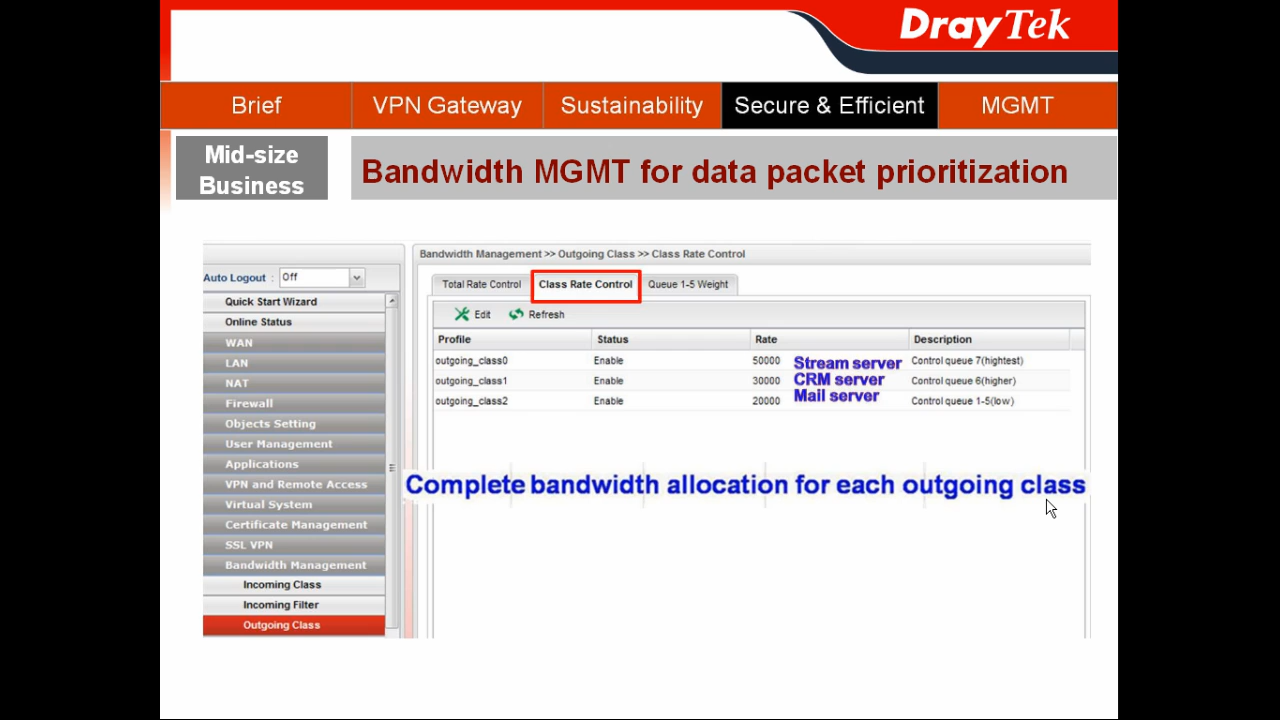 DrayTek
Brief VPN Gateway Sustainability Secure & Efficient MGMT
Mid-size
Business
Bandwidth MGMT for data packet prioritization
Bandwidth Management >> Outgoing Class >> Class Rate Control
Auto Logout : Off
Total Rate Control Class Rate Control Queue 1-5 Weight
Quick Start Wizard
Edit Refresh
Online Status
Profile Status Rate Description
WAN
outgoing_class0 Enable 50000 Stream server Control queue 7(hightest)
LAN
outgoing_class1 Enable 30000 CRM server Control queue 6(higher)
NAT
outgoing_class2 Enable 20000 Mail server Control queue 1-5(low)
Firewall
Objects Setting
User Management
Applications
VPN and Remote Access
Complete bandwidth allocation for each outgoing class
Virtual System
Certificate Management
SSL VPN
Bandwidth Management
Incoming Class
Incoming Filter
Outgoing Class